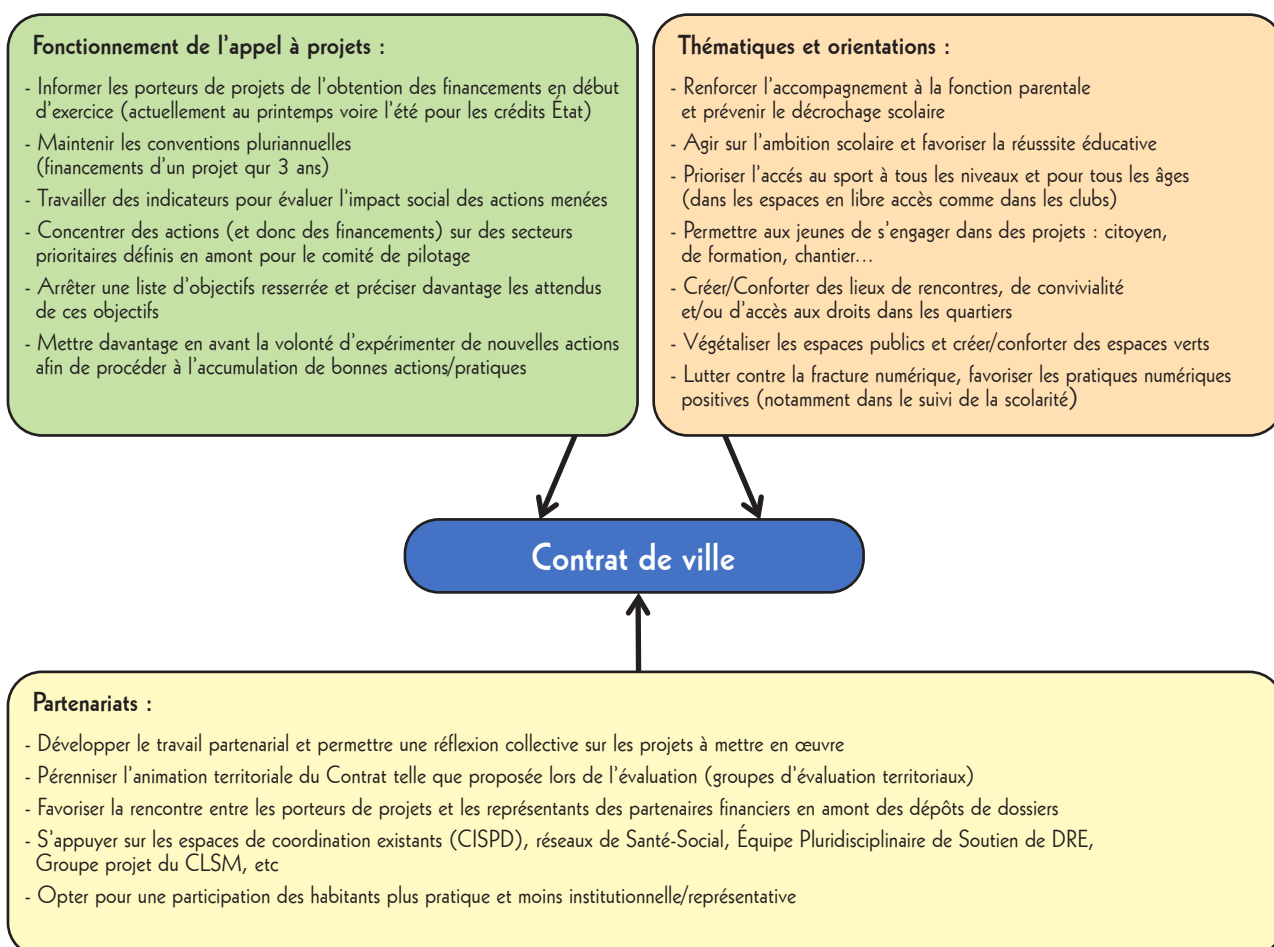 Fonctionnement de l'appel à projets :
- Informer les porteurs de projets de l'obtention des financements en début
d'exercice (actuellement au printemps voire l'été pour les crédits État)
- Maintenir les conventions pluriannuelles
(financements d'un projet qur 3 ans)
- Travailler des indicateurs pour évaluer l'impact social des actions menées
- Concentrer des actions (et donc des financements) sur des secteurs
prioritaires définis en amont pour le comité de pilotage
- Arrêter une liste d'objectifs resserrée et préciser davantage les attendus
de ces objectifs
- Mettre davantage en avant la volonté d'expérimenter de nouvelles actions
afin de procéder à l'accumulation de bonnes actions/pratiques
Thématiques et orientations :
- Renforcer l'accompagnement à la fonction parentale
et prévenir le décrochage scolaire
- Agir sur l'ambition scolaire et favoriser la réusssite éducative
- Prioriser l'accés au sport à tous les niveaux et pour tous les âges
(dans les espaces en libre accès comme dans les clubs)
- Permettre aux jeunes de s'engager dans des projets : citoyen,
de formation, chantier...
- Créer/Conforter des lieux de rencontres, de convivialité
et/ou d'accès aux droits dans les quartiers
- Végétaliser les espaces publics et créer/conforter des espaces verts
- Lutter contre la fracture numérique, favoriser les pratiques numériques
positives (notamment dans le suivi de la scolarité)
Contrat de ville
Partenariats :
- Développer le travail partenarial et permettre une réflexion collective sur les projets à mettre en œuvre
- Pérenniser l'animation territoriale du Contrat telle que proposée lors de l'évaluation (groupes d'évaluation territoriaux)
- Favoriser la rencontre entre les porteurs de projets et les représentants des partenaires financiers en amont des dépôts de dossiers
- S'appuyer sur les espaces de coordination existants (CISPD), réseaux de Santé-Social, Équipe Pluridisciplinaire de Soutien de DRE,
Groupe projet du CLSM, etc
- Opter pour une participation des habitants plus pratique et moins institutionnelle/représentative